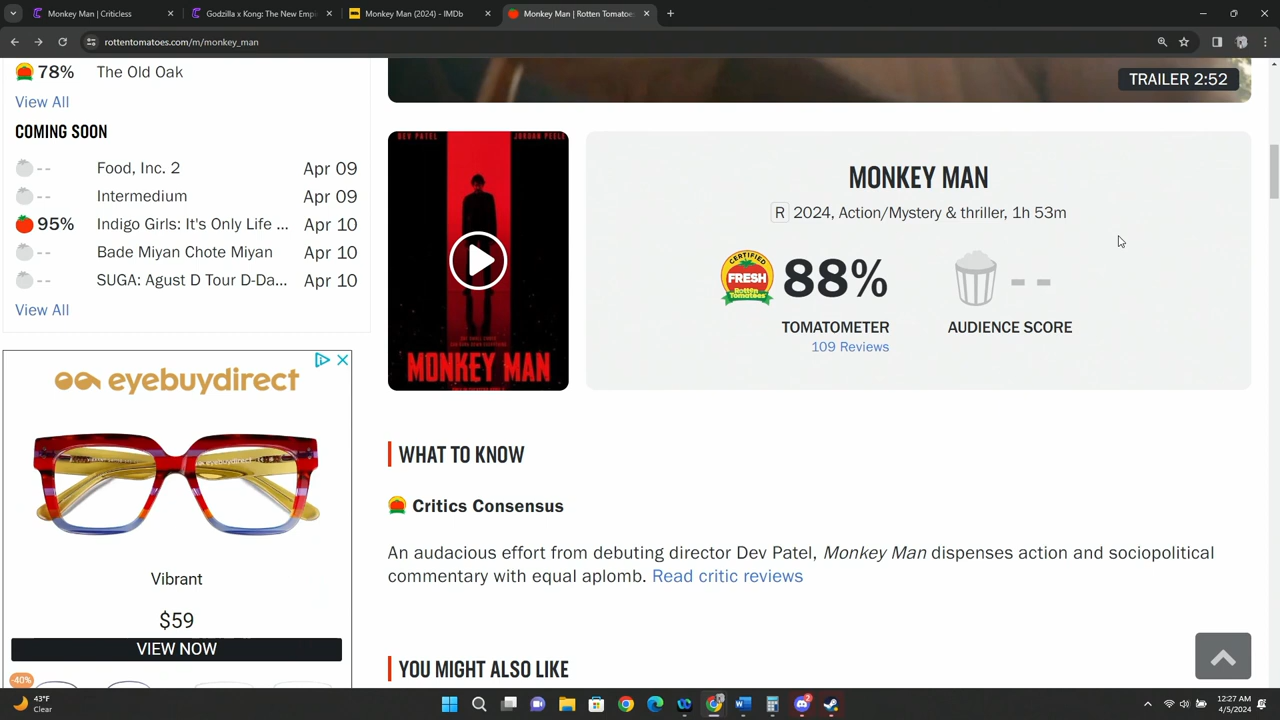 Monkey Man | Criticless
Godzilla x Kong: The New Empi
Monkey Man (2024) - IMDb
Monkey Man | Rotten Tomatoes
rottentomatoes.com/m/monkey_man
78% The Old Oak
View All
COMING SOON
-- Food, Inc. 2 Apr 09
-- Intermedium Apr 09
95% Indigo Girls: It's Only Life ... Apr 10
-- Bade Miyan Chote Miyan Apr 10
-- SUGA: Agust D Tour D-Da... Apr 10
View All
eyebuydirect
Vibrant
$59
VIEW NOW
-40%
TRAILER 2:52
DEV PATEL JORDAN PEELE
MONKEY MAN
MONKEY MAN
R 2024, Action/Mystery & thriller, 1h 53m
CERTIFIED
FRESH
Rotten
Tomatoes
88%
- -
TOMATOMETER
AUDIENCE SCORE
109 Reviews
WHAT TO KNOW
Critics Consensus
An audacious effort from debuting director Dev Patel, Monkey Man dispenses action and sociopolitical
commentary with equal aplomb. Read critic reviews
YOU MIGHT ALSO LIKE
43°F
Clear
12:27 AM
4/5/2024